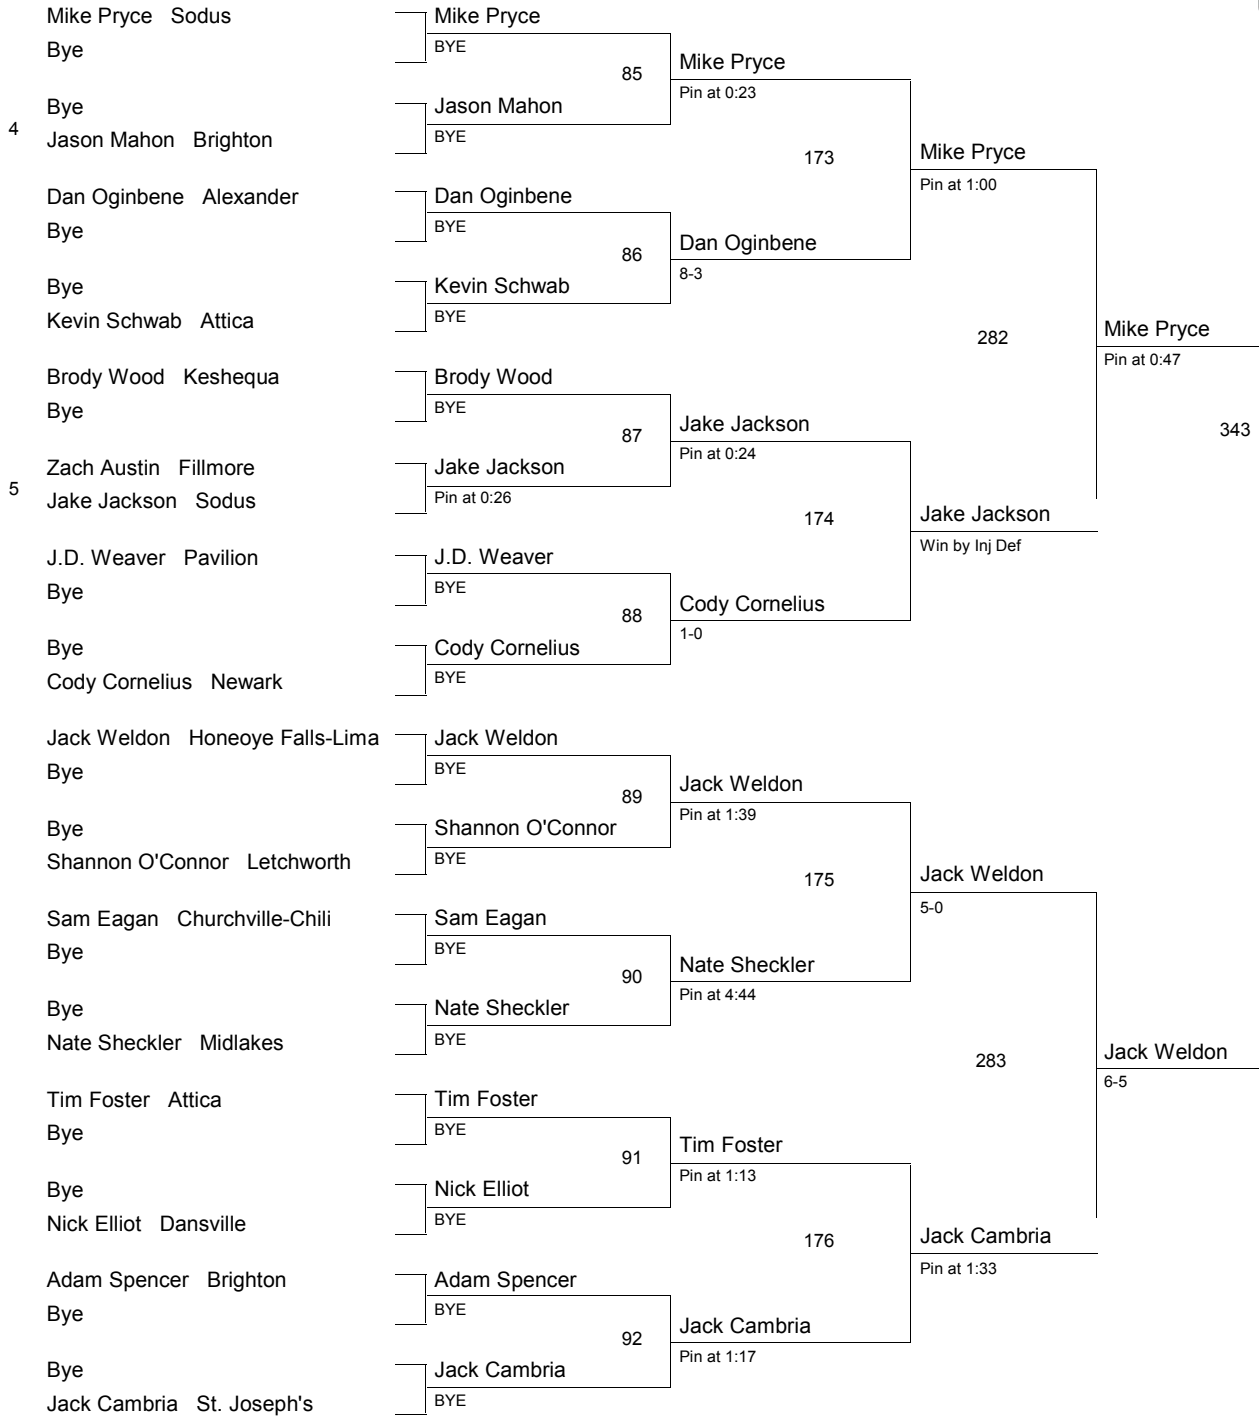 Mike Pryce Sodus
Bye
4
Bye
Jason Mahon Brighton
Dan Oginbene Alexander
Bye
Bye
Kevin Schwab Attica
Brody Wood Keshequa
Bye
5
Zach Austin Fillmore
Jake Jackson Sodus
J.D. Weaver Pavilion
Bye
Bye
Cody Cornelius Newark
Jack Weldon Honeoye Falls-Lima
Bye
Bye
Shannon O'Connor Letchworth
Sam Eagan Churchville-Chili
Bye
Bye
Nate Sheckler Midlakes
Tim Foster Attica
Bye
Bye
Nick Elliot Dansville
Adam Spencer Brighton
Bye
Bye
Jack Cambria St. Joseph's
Mike Pryce
BYE
85
Jason Mahon
BYE
Dan Oginbene
BYE
86
Kevin Schwab
BYE
Brody Wood
BYE
87
Jake Jackson
Pin at 0:26
J.D. Weaver
BYE
88
Cody Cornelius
BYE
Jack Weldon
BYE
89
Shannon O'Connor
BYE
Sam Eagan
BYE
90
Nate Sheckler
BYE
Tim Foster
BYE
91
Nick Elliot
BYE
Adam Spencer
BYE
92
Jack Cambria
BYE
Mike Pryce
Pin at 0:23
173
Dan Oginbene
8-3
Jake Jackson
Pin at 0:24
174
Cody Cornelius
1-0
Jack Weldon
Pin at 1:39
175
Nate Sheckler
Pin at 4:44
Tim Foster
Pin at 1:13
176
Jack Cambria
Pin at 1:17
Mike Pryce
Pin at 1:00
282
Jake Jackson
Win by Inj Def
Jack Weldon
5-0
283
Jack Cambria
Pin at 1:33
Mike Pryce
Pin at 0:47
343
Jack Weldon
6-5